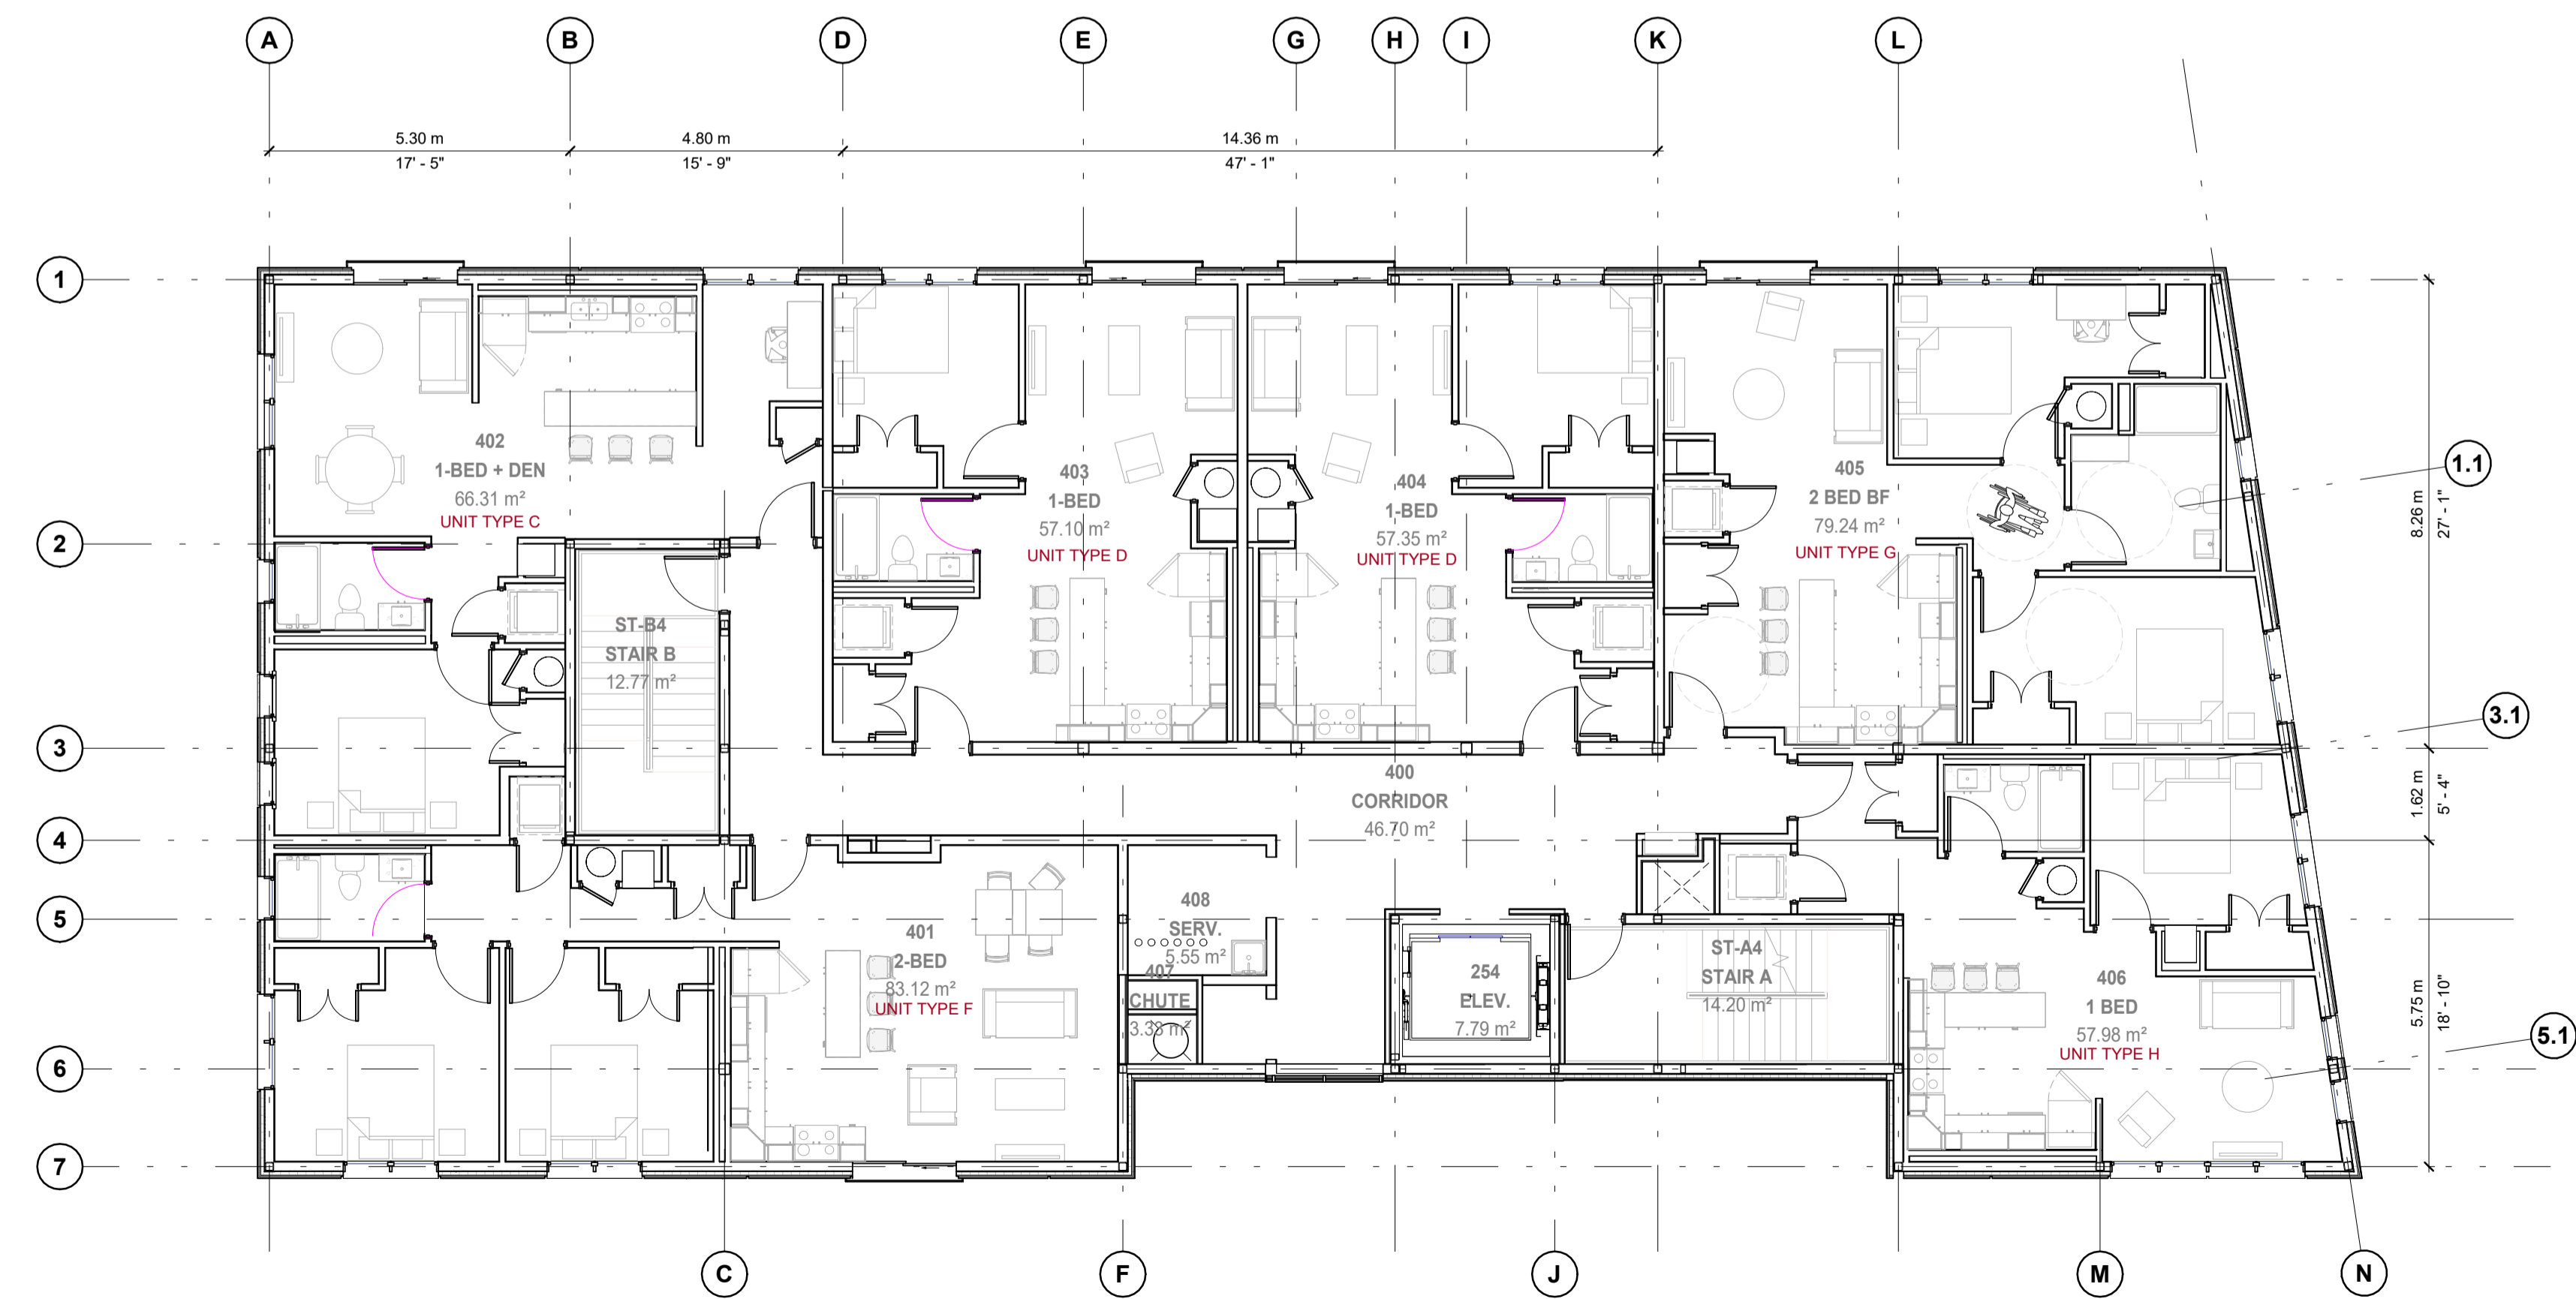 A
B
D
E
G
H
I
K
L
5.30 m
17' - 5"
4.80 m
15' - 9"
14.36 m
47' - 1"
1
402
1-BED + DEN
66.31 m²
UNIT TYPE C
403
1-BED
57.10 m²
UNIT TYPE D
404
1-BED
57.35 m²
UNIT TYPE D
405
2 BED BF
79.24 m²
UNIT TYPE G
1.1
8.26 m
27' - 1"
2
ST-B4
STAIR B
12.77 m²
3
3.1
400
CORRIDOR
46.70 m²
1.62 m
5' - 4"
4
5
401
2-BED
83.12 m²
UNIT TYPE F
408
SERV.
5.55 m²
407
CHUTE
3.38 m²
254
ELEV.
7.79 m²
ST-A4
STAIR A
14.20 m²
406
1 BED
57.98 m²
UNIT TYPE H
5.75 m
18' - 10"
5.1
6
7
C
F
J
M
N